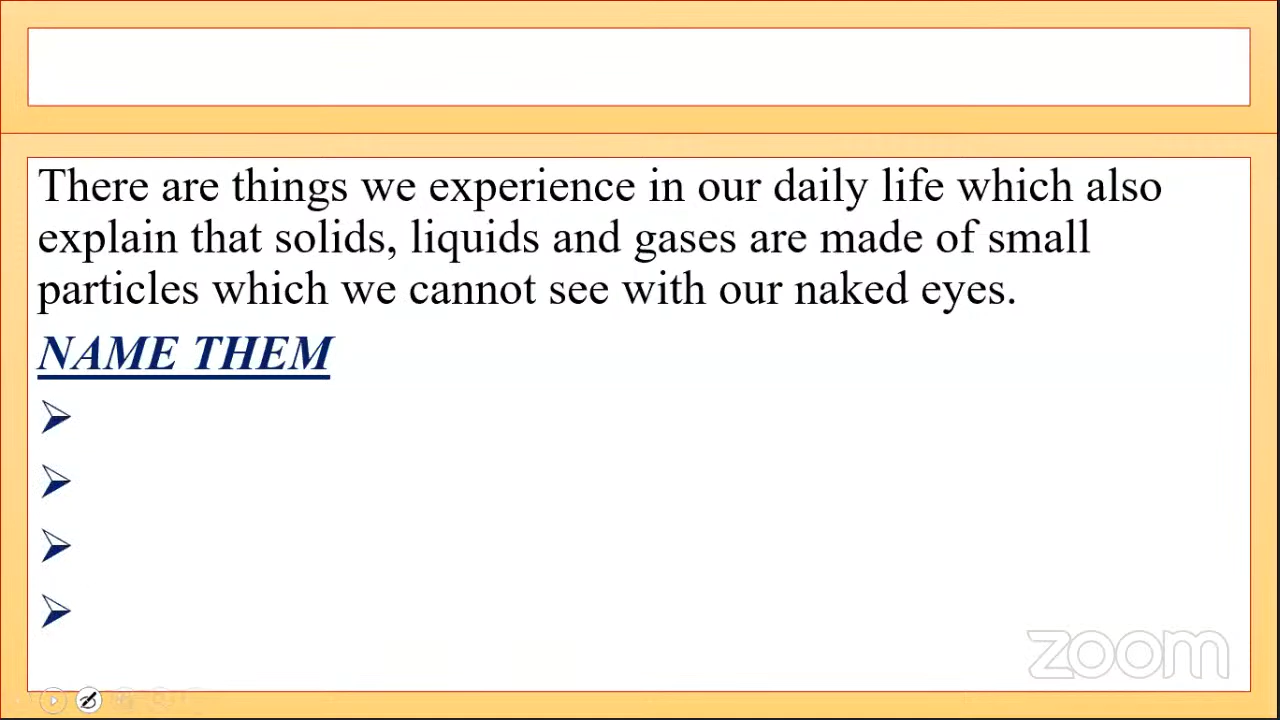 There are things we experience in our daily life which also
explain that solids, liquids and gases are made of small
particles which we cannot see with our naked eyes.
NAME THEM
zoom